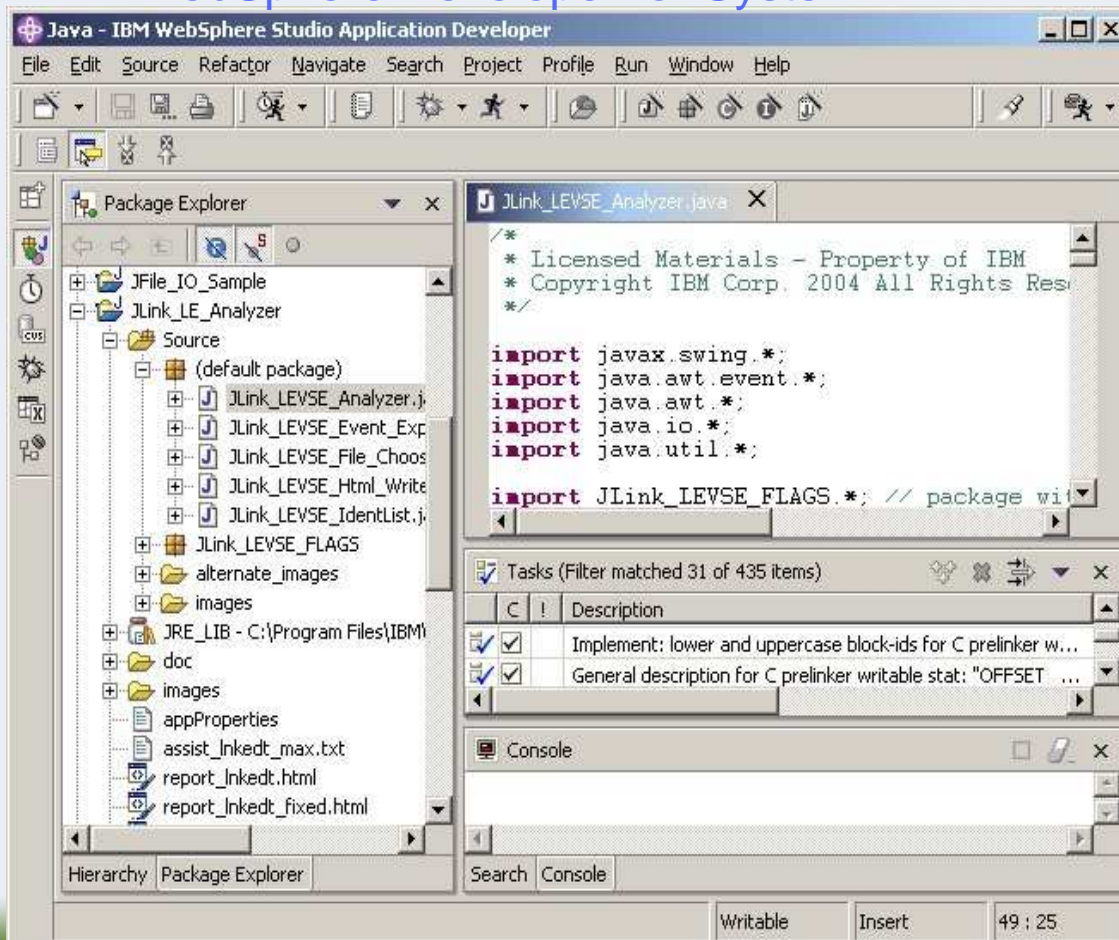 Java - IBM WebSphere Studio Application Developer
File Edit Source Refactor Navigate Search Project Profile Run Window Help
Package Explorer
JFile_IO_Sample
JLink_LE_Analyzer
Source
(default package)
JLink_LEVSE_Analyzer.j
JLink_LEVSE_Event_Exp
JLink_LEVSE_File_Choos
JLink_LEVSE_Html_Write
JLink_LEVSE_IdentList.j
JLink_LEVSE_FLAGS
alternate_images
images
JRE_LIB - C:\Program Files\IBM\
doc
images
appProperties
assist_lnkedt_max.txt
report_lnkedt.html
report_lnkedt_fixed.html
Hierarchy Package Explorer
JLink_LEVSE_Analyzer.java
/*
* Licensed Materials - Property of IBM
* Copyright IBM Corp. 2004 All Rights Rese
*/
import javax.swing.*;
import java.awt.event.*;
import java.awt.*;
import java.io.*;
import java.util.*;
import JLink_LEVSE_FLAGS.*; // package wit
Tasks (Filter matched 31 of 435 items)
C ! Description
Implement: lower and uppercase block-ids for C prelinker w...
General description for C prelinker writable stat: "OFFSET ...
Console
Search Console
Writable Insert 49 : 25